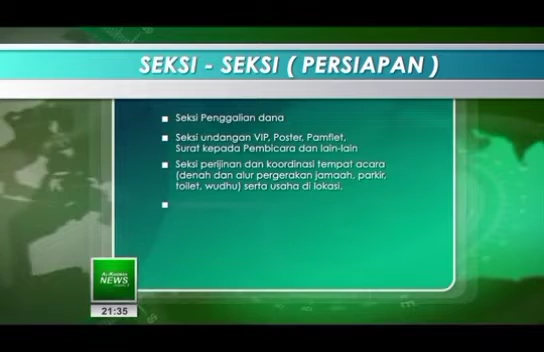 SEKSI - SEKSI ( PERSIAPAN )
Seksi Penggalian dana
Seksi undangan VIP, Poster, Pamflet,
Surat kepada Pembicara dan lain-lain
Seksi perijinan dan koordinasi tempat acara
(denah dan alur pergerakan jamaah, parkir,
toilet, wudhu) serta usaha di lokasi.
NEWS
21:35